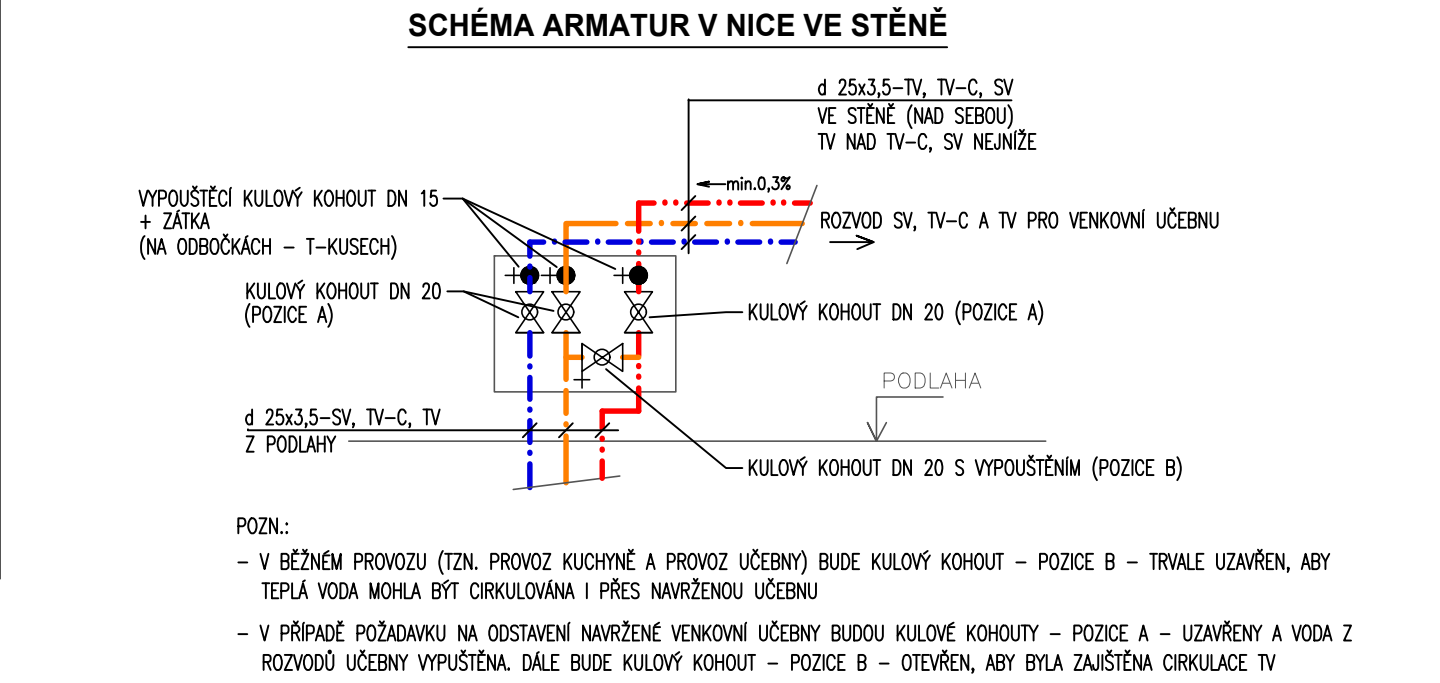 SCHÉMA ARMATUR V NICE VE STĚNĚ
d 25x3,5-TV, TV-C, SV
VE STĚNĚ (NAD SEBOU)
TV NAD TV-C, SV NEJNÍŽE
min.0,3%
VYPOUŠTĚCÍ KULOVÝ KOHOUT DN 15
+ ZÁTKA
(NA ODBOČKÁCH - T-KUSECH)
ROZVOD SV, TV-C A TV PRO VENKOVNÍ UČEBNU
KULOVÝ KOHOUT DN 20
(POZICE A)
KULOVÝ KOHOUT DN 20 (POZICE A)
PODLAHA
d 25x3,5-SV, TV-C, TV
Z PODLAHY
KULOVÝ KOHOUT DN 20 S VYPOUŠTĚNÍM (POZICE B)
POZN.:
- V BĚŽNÉM PROVOZU (TZN. PROVOZ KUCHYNĚ A PROVOZ UČEBNY) BUDE KULOVÝ KOHOUT - POZICE B - TRVALE UZAVŘEN, ABY
TEPLÁ VODA MOHLA BÝT CIRKULOVÁNA I PŘES NAVRŽENOU UČEBNU
- V PŘÍPADĚ POŽADAVKU NA ODSTAVENÍ NAVRŽENÉ VENKOVNÍ UČEBNY BUDOU KULOVÉ KOHOUTY - POZICE A - UZAVŘENY A VODA Z
ROZVODŮ UČEBNY VYPUŠTĚNA. DÁLE BUDE KULOVÝ KOHOUT - POZICE B - OTEVŘEN, ABY BYLA ZAJIŠTĚNA CIRKULACE TV